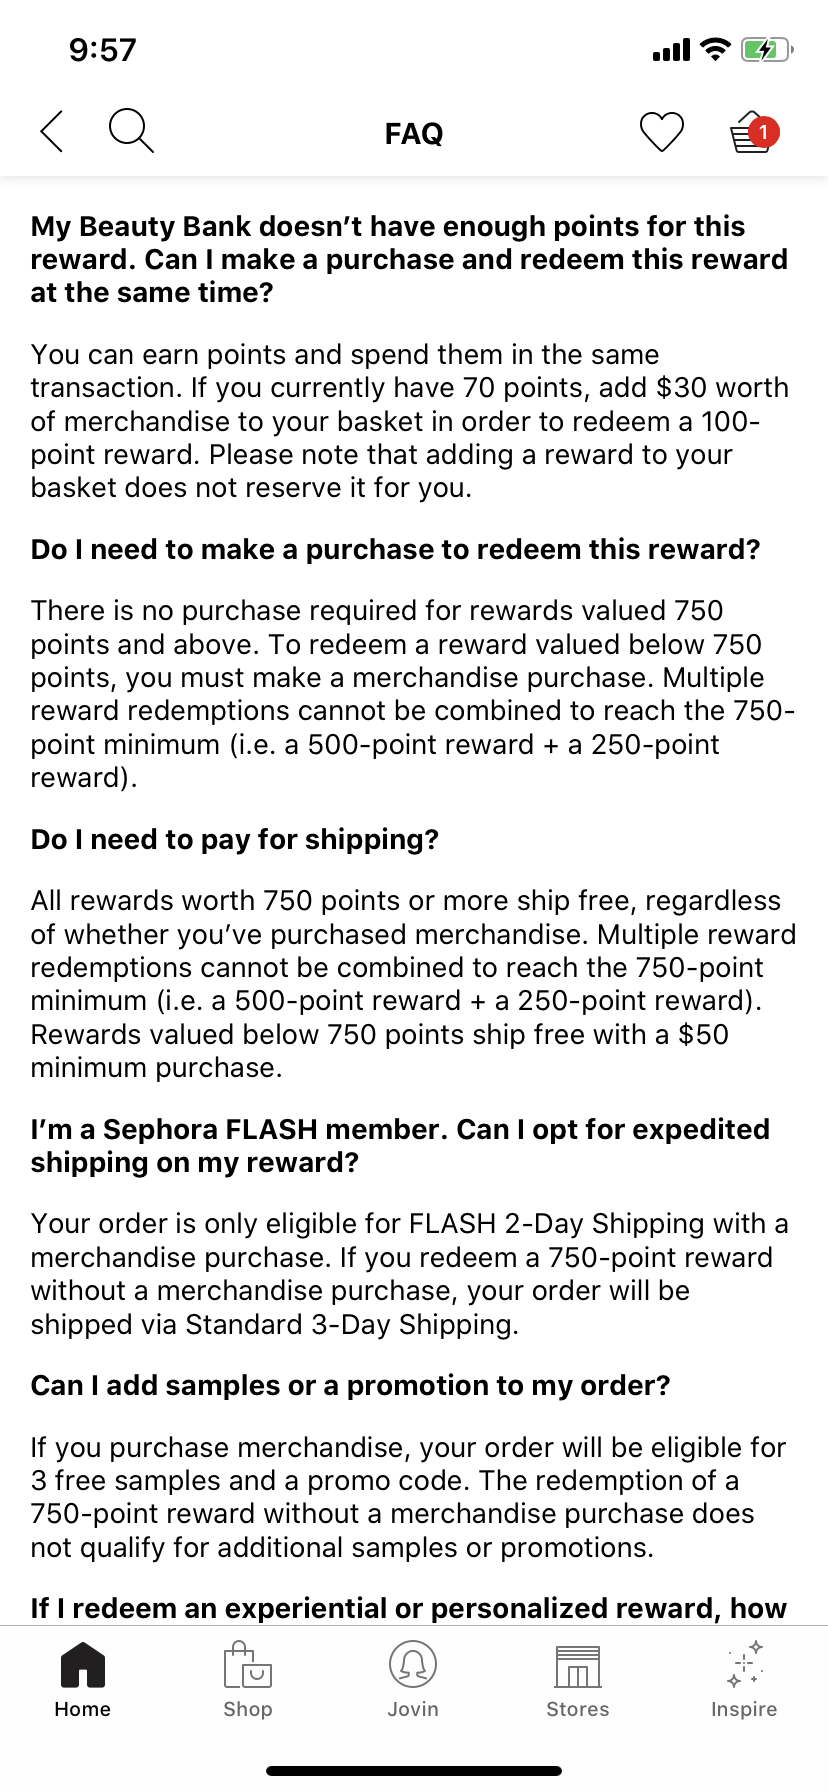 9:57
FAQ
1
My Beauty Bank doesn’t have enough points for this
reward. Can I make a purchase and redeem this reward
at the same time?
You can earn points and spend them in the same
transaction. If you currently have 70 points, add $30 worth
of merchandise to your basket in order to redeem a 100-
point reward. Please note that adding a reward to your
basket does not reserve it for you.
Do I need to make a purchase to redeem this reward?
There is no purchase required for rewards valued 750
points and above. To redeem a reward valued below 750
points, you must make a merchandise purchase. Multiple
reward redemptions cannot be combined to reach the 750-
point minimum (i.e. a 500-point reward + a 250-point
reward).
Do I need to pay for shipping?
All rewards worth 750 points or more ship free, regardless
of whether you’ve purchased merchandise. Multiple reward
redemptions cannot be combined to reach the 750-point
minimum (i.e. a 500-point reward + a 250-point reward).
Rewards valued below 750 points ship free with a $50
minimum purchase.
I’m a Sephora FLASH member. Can I opt for expedited
shipping on my reward?
Your order is only eligible for FLASH 2-Day Shipping with a
merchandise purchase. If you redeem a 750-point reward
without a merchandise purchase, your order will be
shipped via Standard 3-Day Shipping.
Can I add samples or a promotion to my order?
If you purchase merchandise, your order will be eligible for
3 free samples and a promo code. The redemption of a
750-point reward without a merchandise purchase does
not qualify for additional samples or promotions.
If I redeem an experiential or personalized reward, how
Home
Shop
Jovin
Stores
Inspire